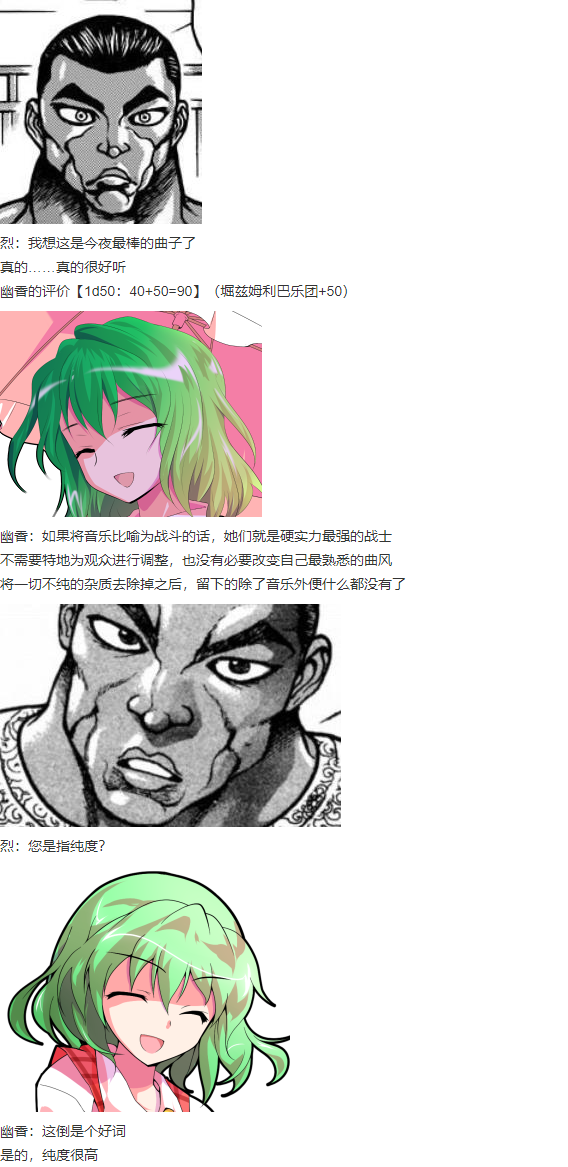 烈：我想这是今夜最棒的曲子了
真的……真的很好听
幽香的评价【1d50：40+50=90】（堀兹姆利巴乐团+50）
幽香：如果将音乐比喻为战斗的话，她们就是硬实力最强的战士
不需要特地为观众进行调整，也没有必要改变自己最熟悉的曲风
将一切不纯的杂质去除掉之后，留下的除了音乐外便什么都没有了
烈：您是指纯度？
幽香：这倒是个好词
是的，纯度很高